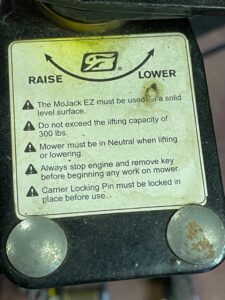 RAISE LOWER
The MoJack EZ must be used on a solid
level surface.
Do not exceed the lifting capacity of
300 lbs.
Mower must be in Neutral when lifting
or lowering.
Always stop engine and remove key
before beginning any work on mower.
Carrier Locking Pin must be locked in
place before use.